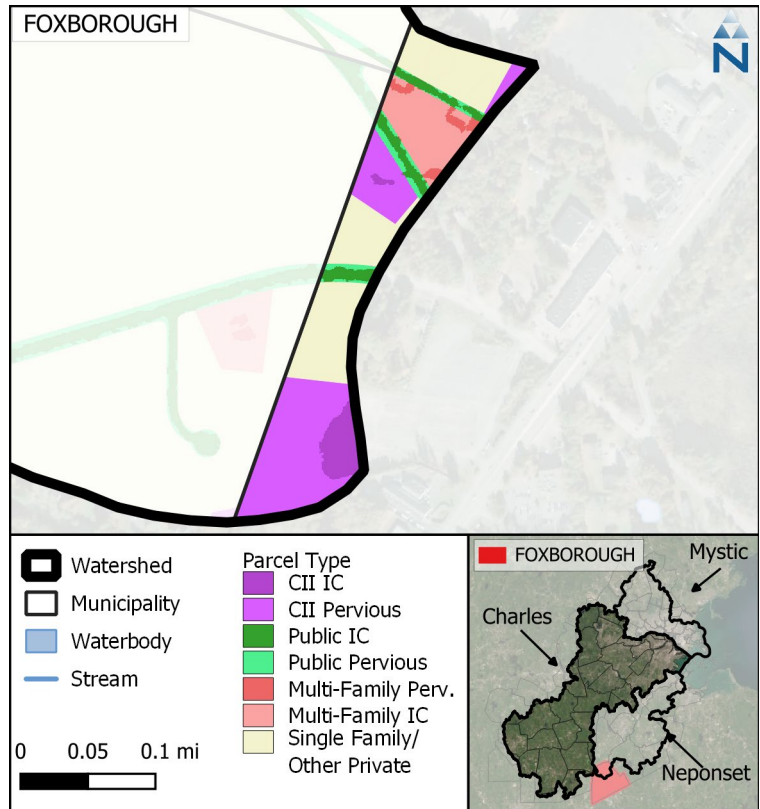 FOXBOROUGH
N
Watershed
Municipality
Waterbody
Stream
0 0.05 0.1 mi
Parcel Type
CII IC
CII Pervious
Public IC
Public Pervious
Multi-Family Perv.
Multi-Family IC
Single Family/
Other Private
FOXBOROUGH
Mystic
Charles
Neponset